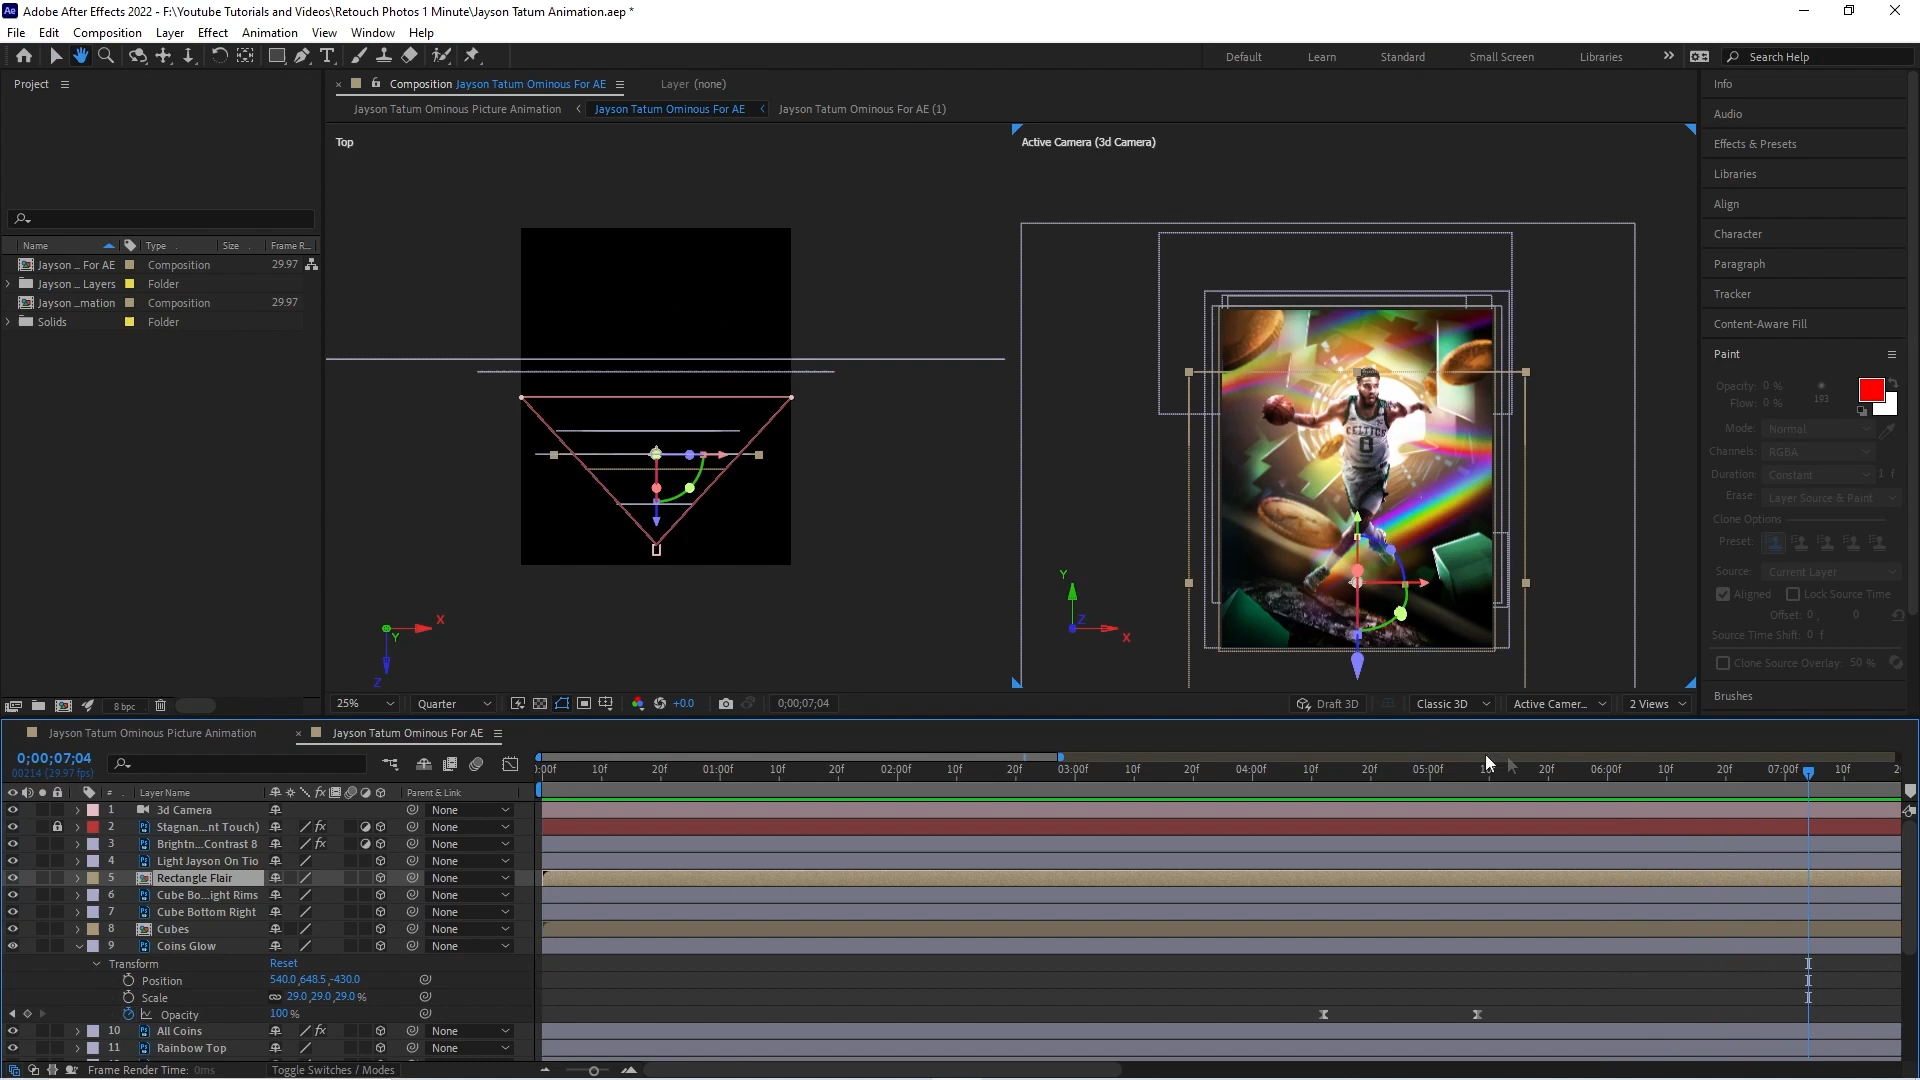 Ae Adobe After Effects 2022 - F:\Youtube Tutorials and Videos\Retouch Photos 1 Minute\Jayson Tatum Animation.aep *
File Edit Composition Layer Effect Animation View Window Help
Default Learn Standard Small Screen Libraries Search Help
Project
Composition Jayson Tatum Ominous For AE Layer (none)
Jayson Tatum Ominous Picture Animation Jayson Tatum Ominous For AE Jayson Tatum Ominous For AE (1)
Top
Active Camera (3d Camera)
Name Type Size Frame R...
Jayson ... For AE Composition 29.97
Jayson ... Layers Folder
Jayson ...mation Composition 29.97
Solids Folder
X Y Z
Y Z X
CELTICS
0
8 bpc
25% Quarter +0.0 0;00;07;04 Draft 3D Classic 3D Active Camer... 2 Views
Info
Audio
Effects & Presets
Libraries
Align
Character
Paragraph
Tracker
Content-Aware Fill
Paint
Opacity: 0 %
Flow: 0 % 193
Mode: Normal
Channels: RGBA
Duration: Constant 1 f
Erase: Layer Source & Paint
Clone Options
Preset:
Source: Current Layer
Aligned Lock Source Time
Offset: 0 , 0
Source Time Shift: 0 f
Clone Source Overlay: 50 %
Brushes
Jayson Tatum Ominous Picture Animation Jayson Tatum Ominous For AE
0;00;07;04
00214 (29.97 fps)
:00f 10f 20f 01:00f 10f 20f 02:00f 10f 20f 03:00f 10f 20f 04:00f 10f 20f 05:00f 10f 20f 06:00f 10f 20f 07:00f 10f 2
# Layer Name fx Parent & Link
1 3d Camera None
2 Stagnan...nt Touch) fx None
3 Brightn...Contrast 8 fx None
4 Light Jayson On Tio None
5 Rectangle Flair None
6 Cube Bo...ight Rims None
7 Cube Bottom Right None
8 Cubes None
9 Coins Glow None
Transform Reset
Position 540.0,648.5,-430.0
Scale 29.0,29.0,29.0 %
Opacity 100 %
10 All Coins fx None
11 Rainbow Top None
Frame Render Time: 0ms Toggle Switches / Modes